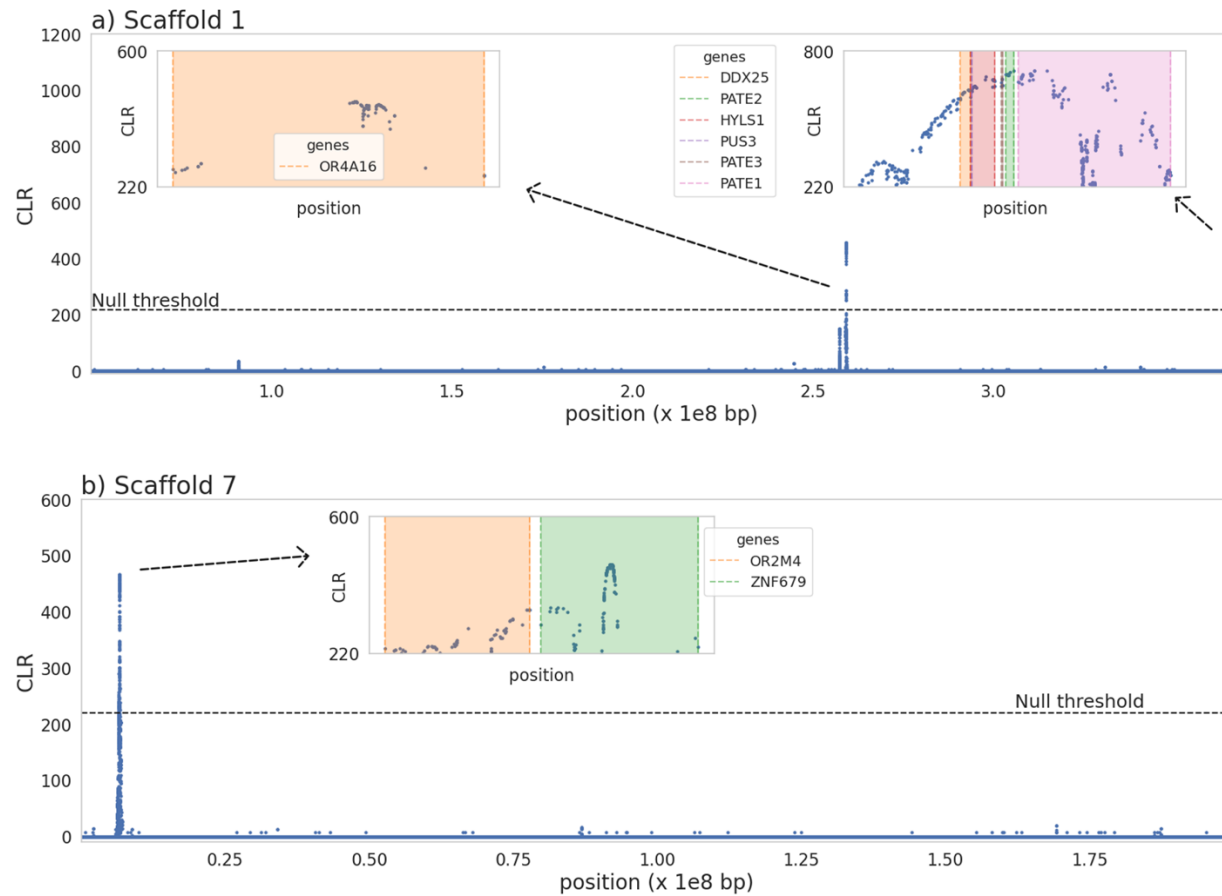 a) Scaffold 1
1200
1000
800
600
400
200
0
CLR
Null threshold
1.0
1.5
2.0
2.5
3.0
position (x 1e8 bp)
600
220
CLR
position
genes
OR4A16
genes
DDX25
PATE2
HYLS1
PUS3
PATE3
PATE1
800
220
CLR
position
b) Scaffold 7
600
500
400
300
200
100
0
CLR
Null threshold
0.25
0.50
0.75
1.00
1.25
1.50
1.75
position (x 1e8 bp)
600
220
CLR
position
genes
OR2M4
ZNF679